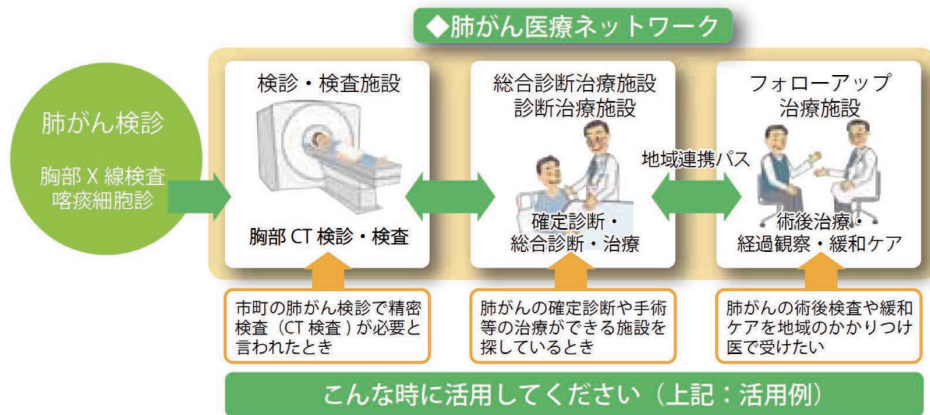 ◆肺がん医療ネットワーク
肺がん検診
胸部 X 線検査
喀痰細胞診
検診・検査施設
胸部 CT 検診・検査
総合診断治療施設
診断治療施設
確定診断・
総合診断・治療
地域連携パス
フォローアップ
治療施設
術後治療・
経過観察・緩和ケア
市町の肺がん検診で精密
検査（CT 検査 ) が必要と
言われたとき
肺がんの確定診断や手術
等の治療ができる施設を
探しているとき
肺がんの術後検査や緩和
ケアを地域のかかりつけ
医で受けたい
こんな時に活用してください（上記：活用例）